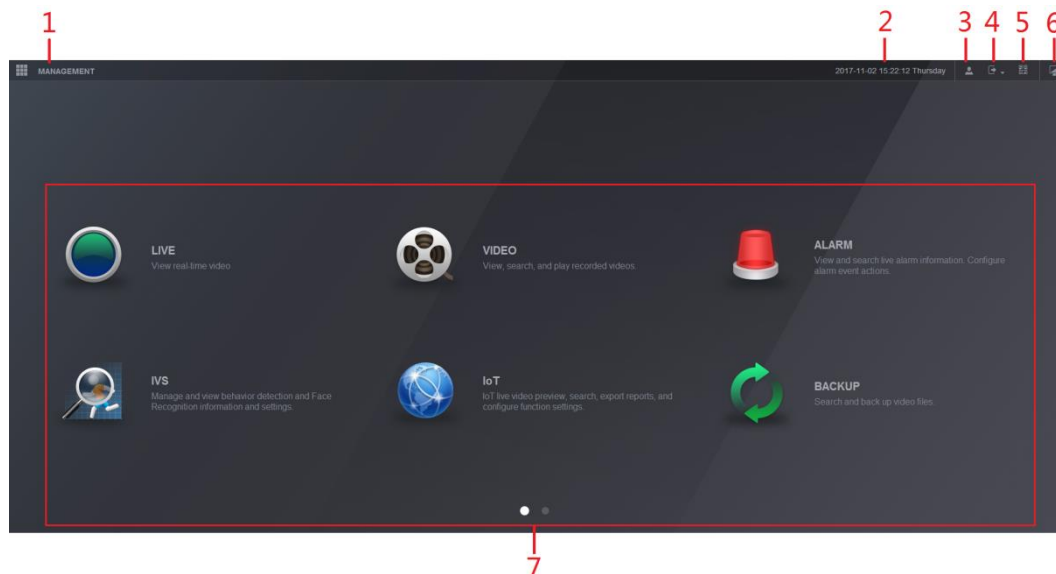 1 2 3 4 5 6
MANAGEMENT 2017-11-02 15:22:12 Thursday
LIVE
View real-time video
VIDEO
View, search, and play recorded videos.
ALARM
View and search live alarm information. Configure
alarm event actions.
IVS
Manage and view behavior detection and Face
Recognition information and settings.
IoT
IoT live video preview, search, export reports, and
configure function settings.
BACKUP
Search and back up video files.
7